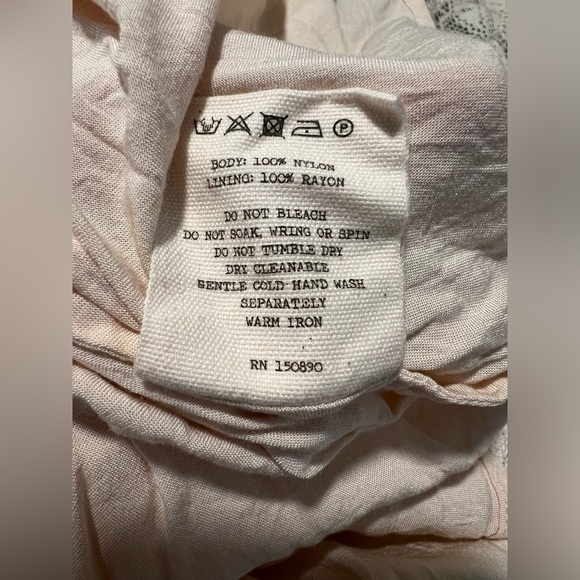 BODY: 100% NYLON
LINING: 100% RAYON
DO NOT BLEACH
DO NOT SOAK, WRING OR SPIN
DO NOT TUMBLE DRY
DRY CLEANABLE
GENTLE COLD HAND WASH
SEPARATELY
WARM IRON
RN 150890